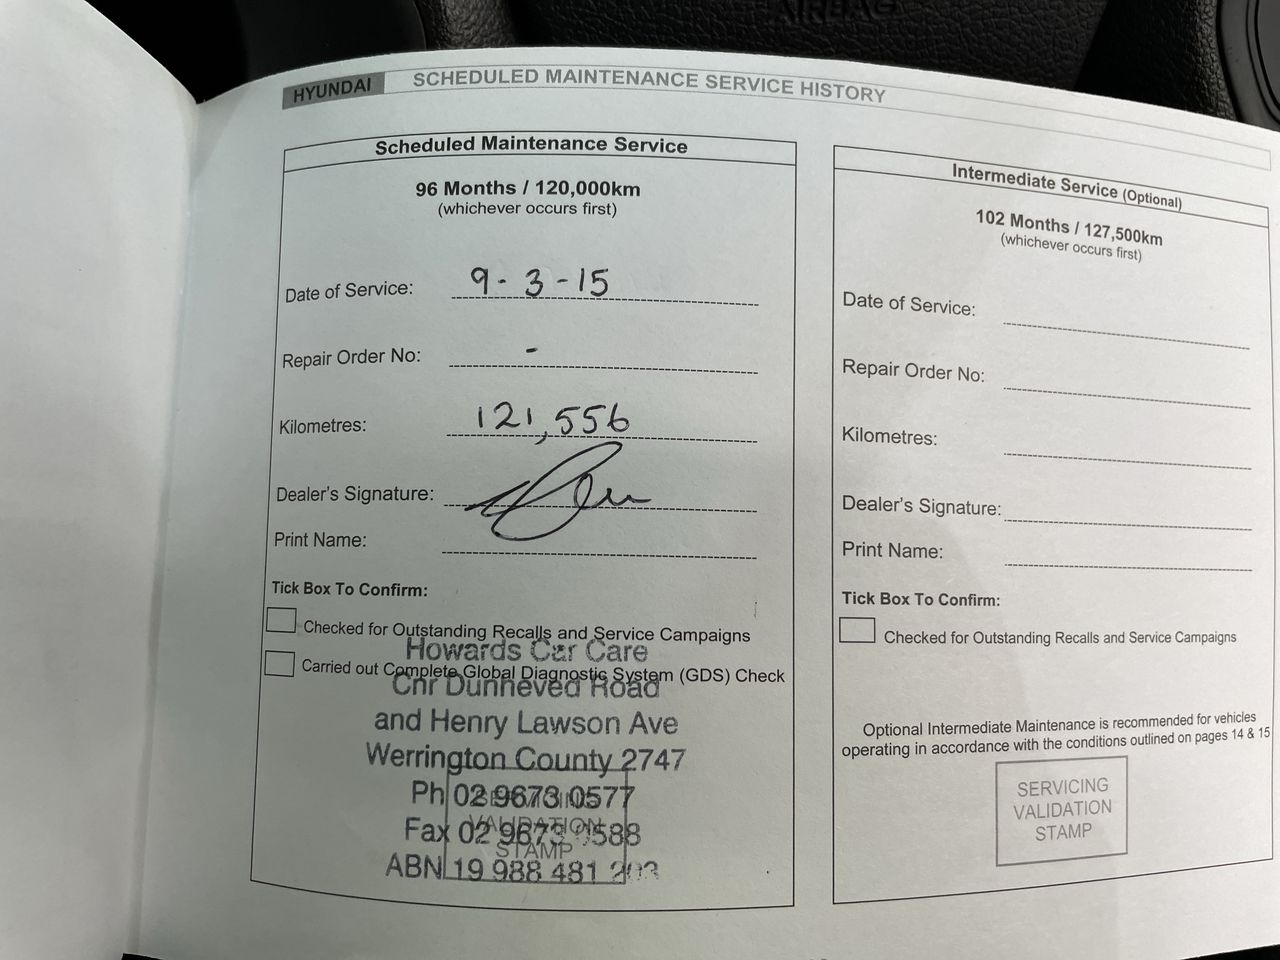 AIRBAG
HYUNDAI SCHEDULED MAINTENANCE SERVICE HISTORY
Scheduled Maintenance Service
96 Months / 120,000km
(whichever occurs first)
Date of Service: 9-3-15
Repair Order No: -
Kilometres: 121,556
Dealer's Signature:
Print Name:
Tick Box To Confirm:
Checked for Outstanding Recalls and Service Campaigns
Carried out Complete Global Diagnostic System (GDS) Check
Howards Car Care
Cnr Dunheved Road
and Henry Lawson Ave
Werrington County 2747
Ph 02 9673 0577
Fax 02 9673 0588
ABN 19 988 481 203
VALIDATION
STAMP
Intermediate Service (Optional)
102 Months / 127,500km
(whichever occurs first)
Date of Service:
Repair Order No:
Kilometres:
Dealer's Signature:
Print Name:
Tick Box To Confirm:
Checked for Outstanding Recalls and Service Campaigns
Optional Intermediate Maintenance is recommended for vehicles
operating in accordance with the conditions outlined on pages 14 & 15
SERVICING
VALIDATION
STAMP